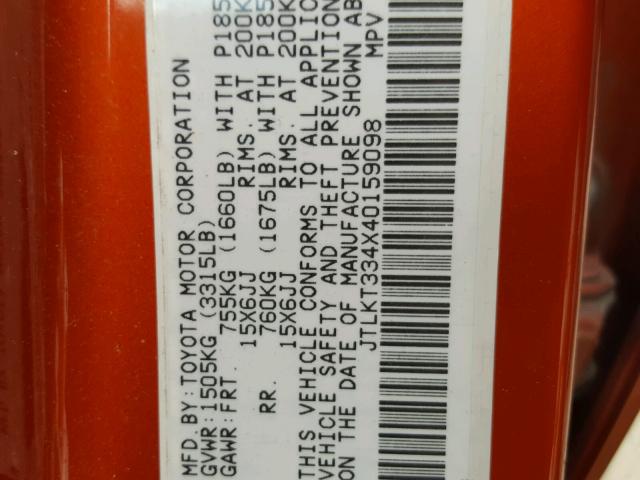 MFD.BY:TOYOTA MOTOR CORPORATION
GVWR:1505KG (3315LB)
GAWR:FRT. 755KG (1660LB) WITH P185
15X6JJ RIMS. AT 200K
RR. 760KG (1675LB) WITH P185
15X6JJ RIMS. AT 200K
THIS VEHICLE CONFORMS TO ALL APPLIC
VEHICLE SAFETY AND THEFT PREVENTION
ON THE DATE OF MANUFACTURE SHOWN AB
JTLKT334X40159098 MPV